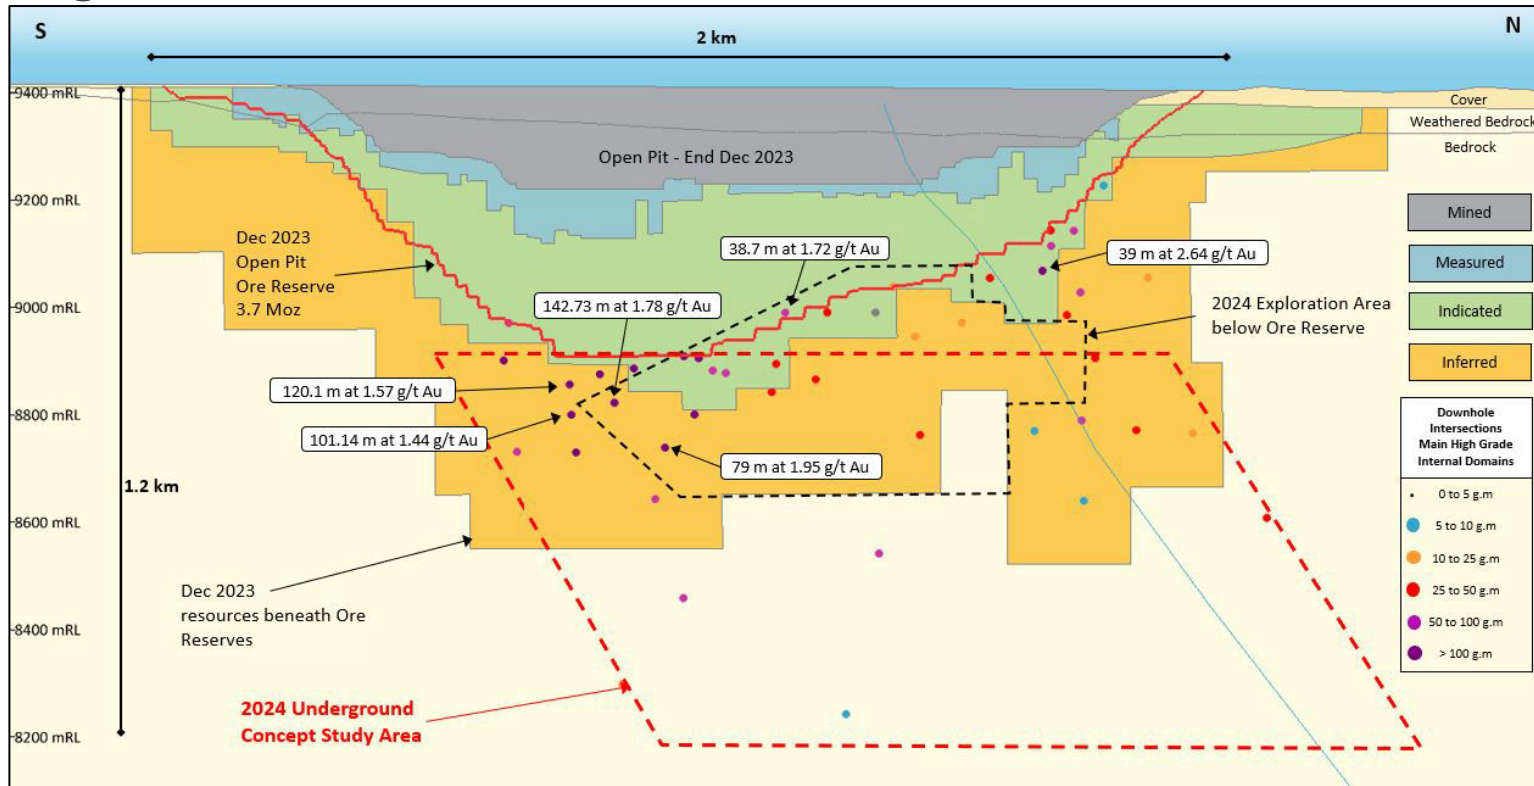 S
N
2 km
9400 mRL
Cover
Weathered Bedrock
Bedrock
Open Pit - End Dec 2023
9200 mRL
Mined
Dec 2023
Open Pit
Ore Reserve
3.7 Moz
38.7 m at 1.72 g/t Au
39 m at 2.64 g/t Au
Measured
142.73 m at 1.78 g/t Au
2024 Exploration Area
below Ore Reserve
9000 mRL
Indicated
Inferred
120.1 m at 1.57 g/t Au
8800 mRL
101.14 m at 1.44 g/t Au
79 m at 1.95 g/t Au
1.2 km
Downhole
Intersections
Main High Grade
Internal Domains
0 to 5 g.m
5 to 10 g.m
10 to 25 g.m
25 to 50 g.m
50 to 100 g.m
> 100 g.m
8600 mRL
Dec 2023
resources beneath Ore
Reserves
8400 mRL
2024 Underground
Concept Study Area
8200 mRL